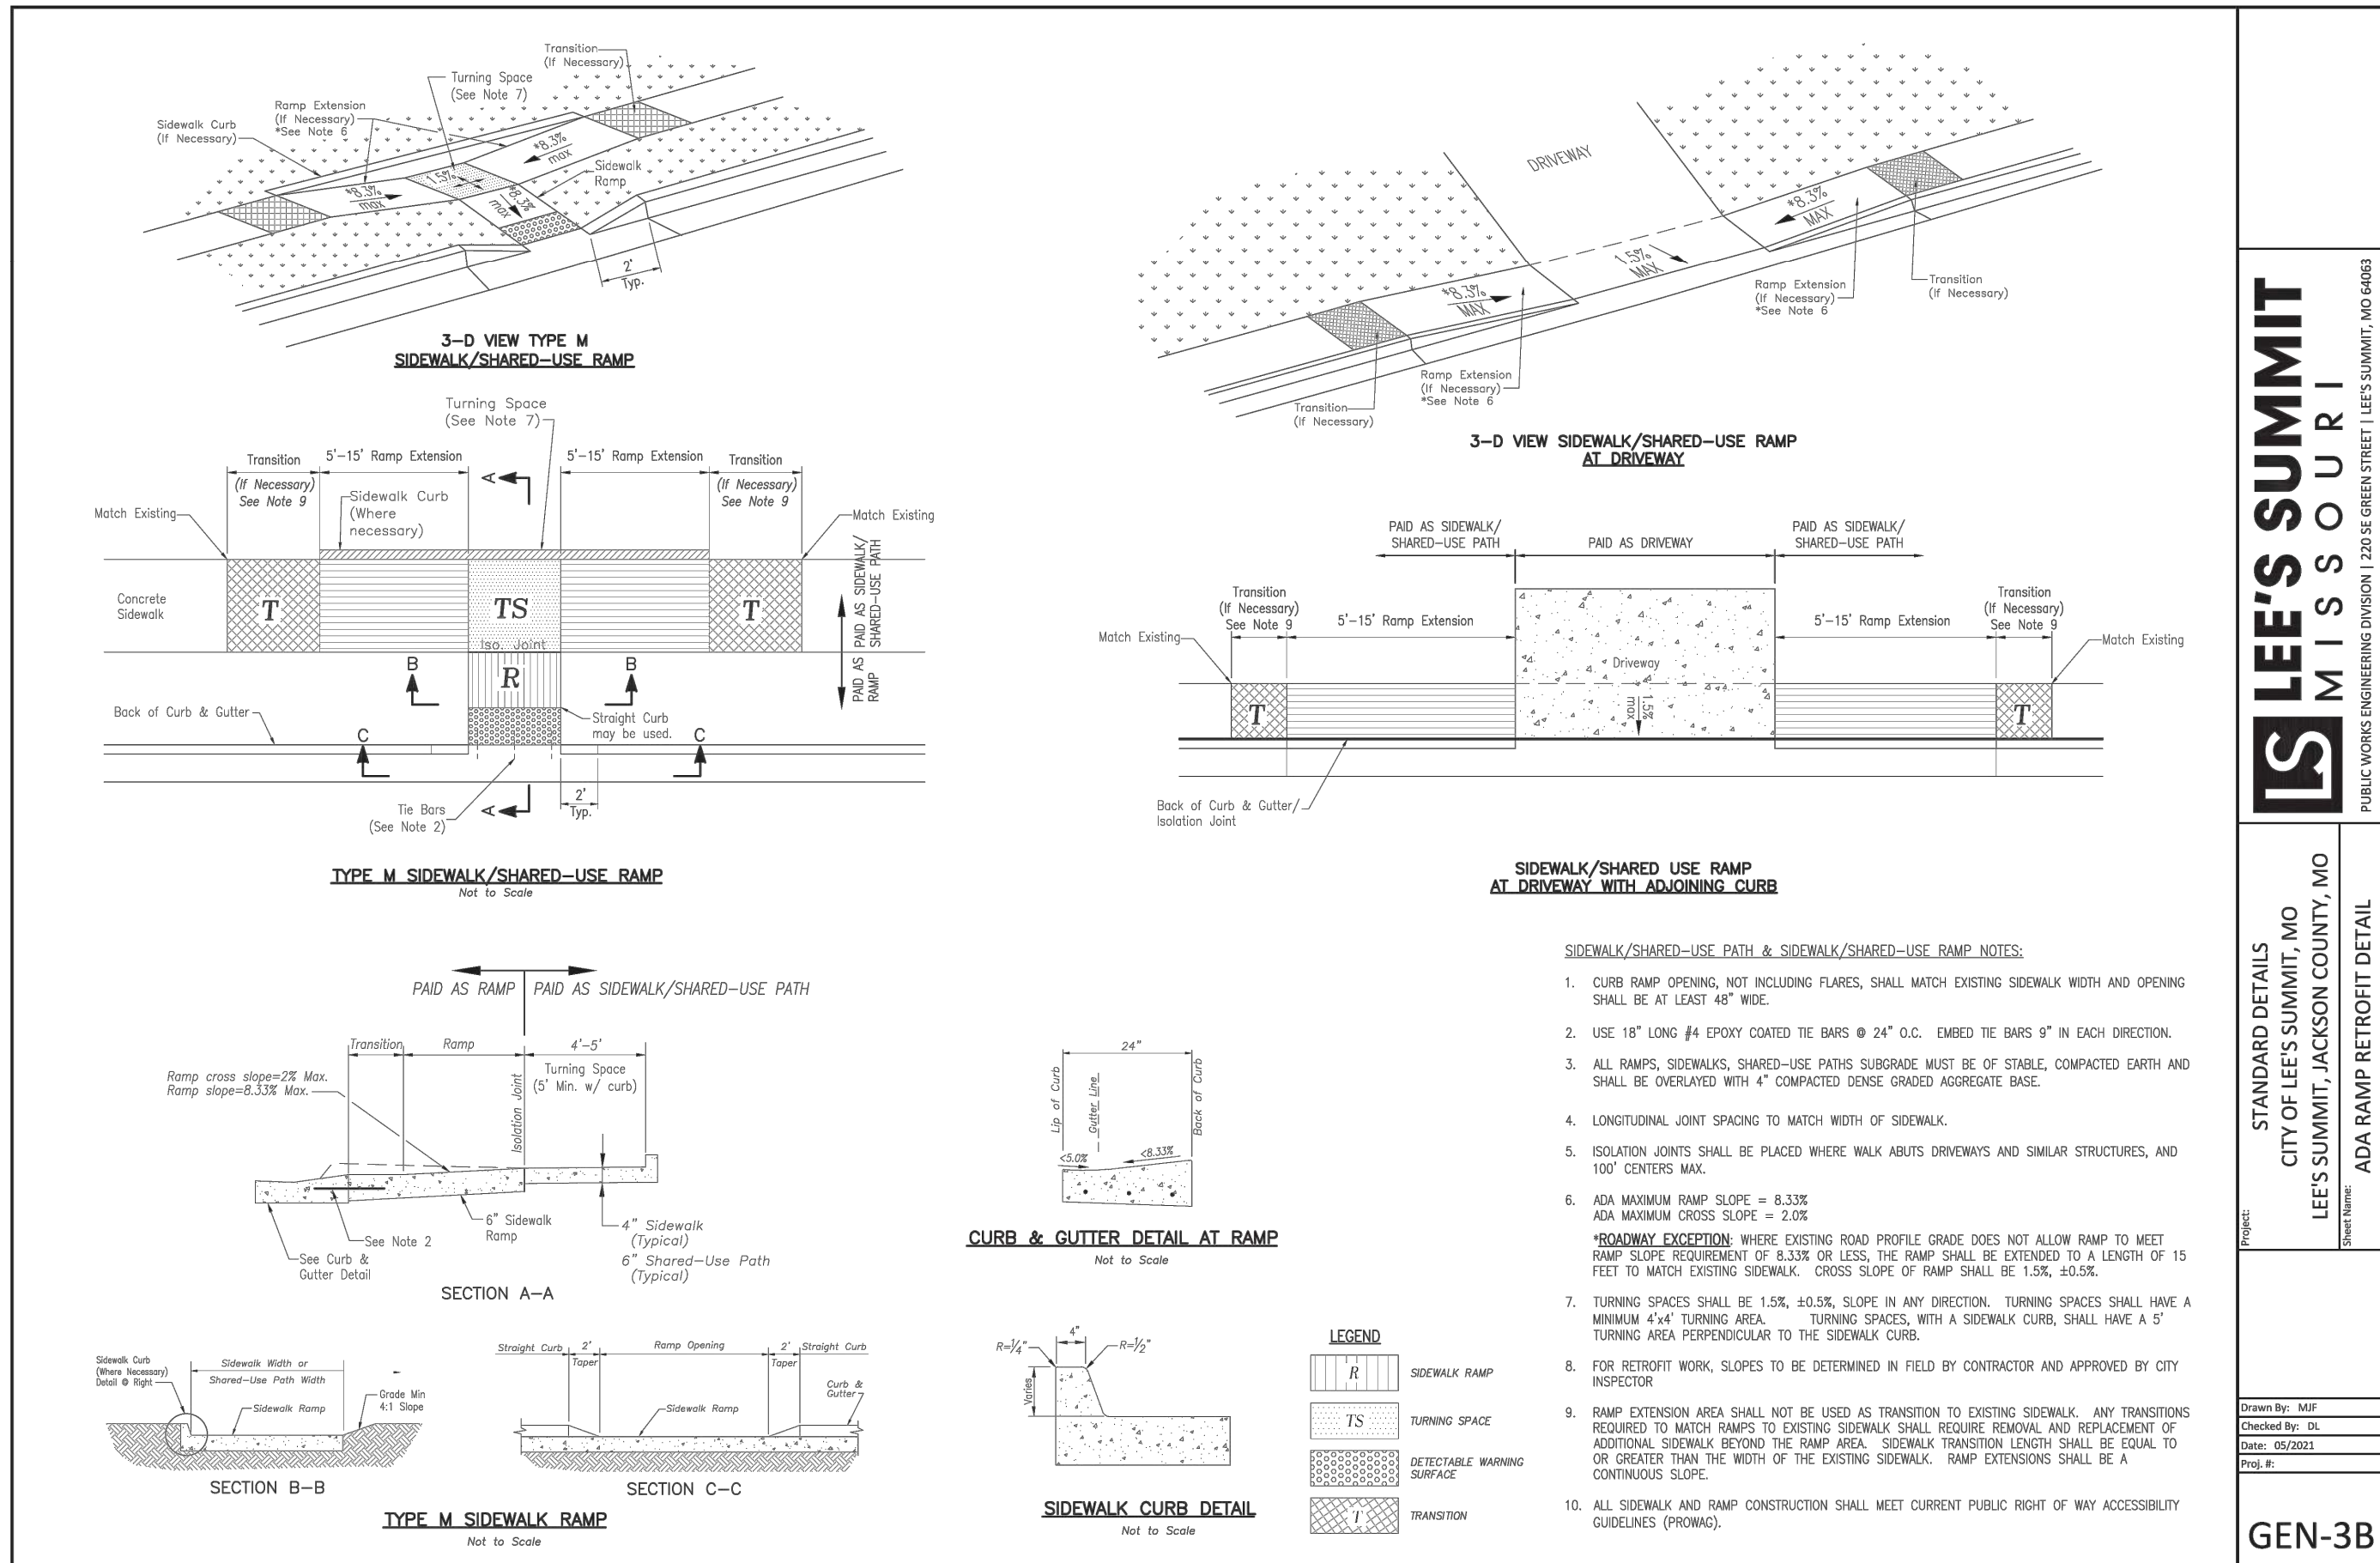 Transition
(If Necessary)
Turning Space
(See Note 7)
Ramp Extension
(If Necessary)
*See Note 6
Sidewalk Curb
(If Necessary)
*8.3%
max
Sidewalk
Ramp
1.5%
*8.3%
max
*8.3%
max
2'
Typ.
3-D VIEW TYPE M
SIDEWALK/SHARED-USE RAMP
DRIVEWAY
*8.3%
MAX
1.5%
MAX
Ramp Extension
(If Necessary)
*See Note 6
Transition
(If Necessary)
*8.3%
MAX
Ramp Extension
(If Necessary)
*See Note 6
Transition
(If Necessary)
3-D VIEW SIDEWALK/SHARED-USE RAMP
AT DRIVEWAY
Turning Space
(See Note 7)
Transition
(If Necessary)
See Note 9
5'-15' Ramp Extension
A
5'-15' Ramp Extension
Transition
(If Necessary)
See Note 9
Sidewalk Curb
(Where
necessary)
Match Existing
Match Existing
Concrete
Sidewalk
T
TS
T
Iso. Joint
PAID AS SIDEWALK/
SHARED-USE PATH
PAID AS
RAMP
B
R
B
Back of Curb & Gutter
Straight Curb
may be used.
C
C
Tie Bars
(See Note 2)
A
2'
Typ.
TYPE M SIDEWALK/SHARED-USE RAMP
Not to Scale
PAID AS SIDEWALK/
SHARED-USE PATH
PAID AS DRIVEWAY
PAID AS SIDEWALK/
SHARED-USE PATH
Transition
(If Necessary)
See Note 9
5'-15' Ramp Extension
5'-15' Ramp Extension
Transition
(If Necessary)
See Note 9
Match Existing
Driveway
Match Existing
T
1.5%
max
T
Back of Curb & Gutter/
Isolation Joint
SIDEWALK/SHARED USE RAMP
AT DRIVEWAY WITH ADJOINING CURB
PAID AS RAMP
PAID AS SIDEWALK/SHARED-USE PATH
Transition
Ramp
4'-5'
Turning Space
(5' Min. w/ curb)
Ramp cross slope=2% Max.
Ramp slope=8.33% Max.
Isolation Joint
6" Sidewalk
Ramp
See Note 2
See Curb &
Gutter Detail
4" Sidewalk
(Typical)
6" Shared-Use Path
(Typical)
SECTION A-A
24"
Lip of Curb
Gutter Line
Back of Curb
<5.0%
<8.33%
CURB & GUTTER DETAIL AT RAMP
Not to Scale
Sidewalk Curb
(Where Necessary)
Detail @ Right
Sidewalk Width or
Shared-Use Path Width
Grade Min
4:1 Slope
Sidewalk Ramp
SECTION B-B
Straight Curb
2'
Taper
Ramp Opening
2'
Taper
Straight Curb
Curb &
Gutter
Sidewalk Ramp
SECTION C-C
TYPE M SIDEWALK RAMP
Not to Scale
4"
R=1/4"
R=1/2"
Varies
SIDEWALK CURB DETAIL
Not to Scale
LEGEND
R SIDEWALK RAMP
TS TURNING SPACE
DETECTABLE WARNING
SURFACE
T TRANSITION
SIDEWALK/SHARED-USE PATH & SIDEWALK/SHARED-USE RAMP NOTES:
1. CURB RAMP OPENING, NOT INCLUDING FLARES, SHALL MATCH EXISTING SIDEWALK WIDTH AND OPENING
SHALL BE AT LEAST 48" WIDE.
2. USE 18" LONG #4 EPOXY COATED TIE BARS @ 24" O.C. EMBED TIE BARS 9" IN EACH DIRECTION.
3. ALL RAMPS, SIDEWALKS, SHARED-USE PATHS SUBGRADE MUST BE OF STABLE, COMPACTED EARTH AND
SHALL BE OVERLAYED WITH 4" COMPACTED DENSE GRADED AGGREGATE BASE.
4. LONGITUDINAL JOINT SPACING TO MATCH WIDTH OF SIDEWALK.
5. ISOLATION JOINTS SHALL BE PLACED WHERE WALK ABUTS DRIVEWAYS AND SIMILAR STRUCTURES, AND
100' CENTERS MAX.
6. ADA MAXIMUM RAMP SLOPE = 8.33%
ADA MAXIMUM CROSS SLOPE = 2.0%
*ROADWAY EXCEPTION: WHERE EXISTING ROAD PROFILE GRADE DOES NOT ALLOW RAMP TO MEET
RAMP SLOPE REQUIREMENT OF 8.33% OR LESS, THE RAMP SHALL BE EXTENDED TO A LENGTH OF 15
FEET TO MATCH EXISTING SIDEWALK. CROSS SLOPE OF RAMP SHALL BE 1.5%, ±0.5%.
7. TURNING SPACES SHALL BE 1.5%, ±0.5%, SLOPE IN ANY DIRECTION. TURNING SPACES SHALL HAVE A
MINIMUM 4'x4' TURNING AREA. TURNING SPACES, WITH A SIDEWALK CURB, SHALL HAVE A 5'
TURNING AREA PERPENDICULAR TO THE SIDEWALK CURB.
8. FOR RETROFIT WORK, SLOPES TO BE DETERMINED IN FIELD BY CONTRACTOR AND APPROVED BY CITY
INSPECTOR
9. RAMP EXTENSION AREA SHALL NOT BE USED AS TRANSITION TO EXISTING SIDEWALK. ANY TRANSITIONS
REQUIRED TO MATCH RAMPS TO EXISTING SIDEWALK SHALL REQUIRE REMOVAL AND REPLACEMENT OF
ADDITIONAL SIDEWALK BEYOND THE RAMP AREA. SIDEWALK TRANSITION LENGTH SHALL BE EQUAL TO
OR GREATER THAN THE WIDTH OF THE EXISTING SIDEWALK. RAMP EXTENSIONS SHALL BE A
CONTINUOUS SLOPE.
10. ALL SIDEWALK AND RAMP CONSTRUCTION SHALL MEET CURRENT PUBLIC RIGHT OF WAY ACCESSIBILITY
GUIDELINES (PROWAG).
LS LEE'S SUMMIT
MISSOURI
PUBLIC WORKS ENGINEERING DIVISION | 220 SE GREEN STREET | LEE'S SUMMIT, MO 64063
Project:
STANDARD DETAILS
CITY OF LEE'S SUMMIT, MO
LEE'S SUMMIT, JACKSON COUNTY, MO
Sheet Name:
ADA RAMP RETROFIT DETAIL
Drawn By: MJF
Checked By: DL
Date: 05/2021
Proj. #:
GEN-3B